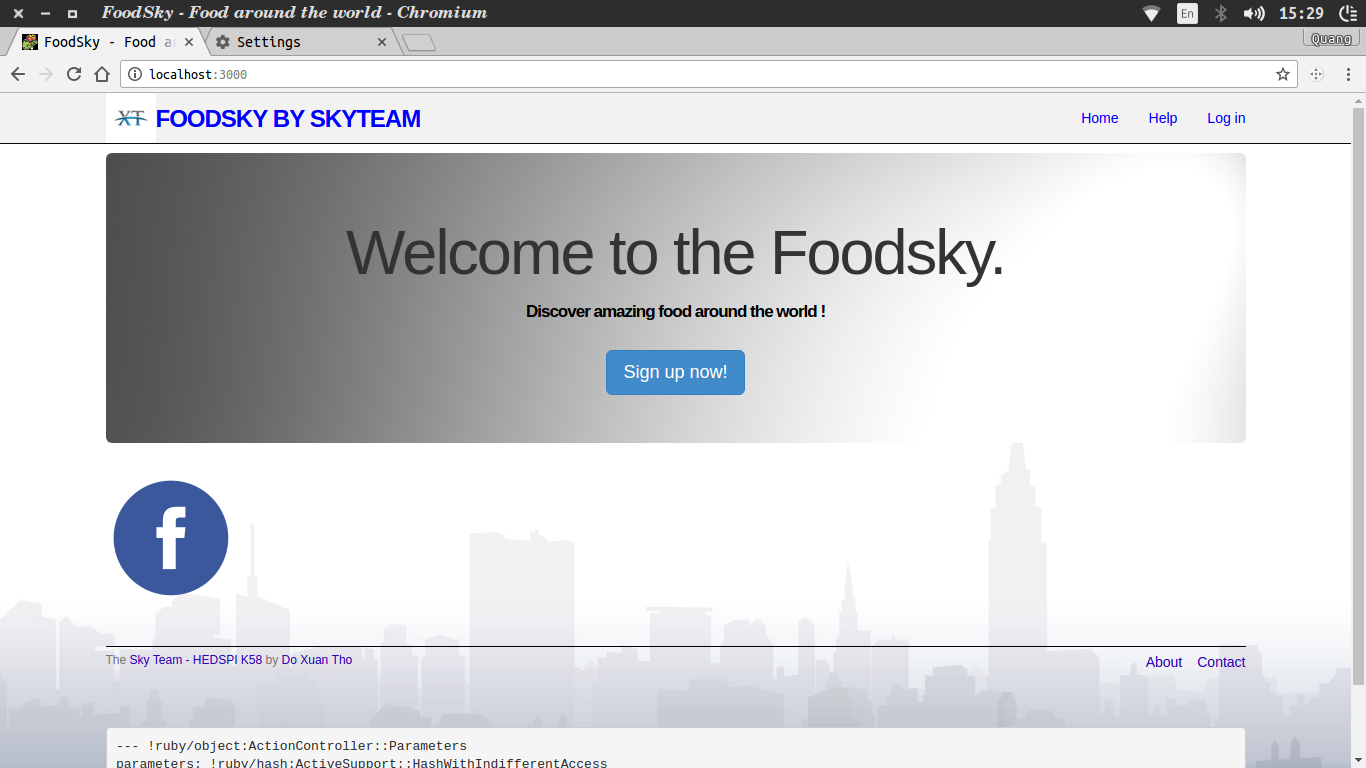 FoodSky - Food around the world - Chromium
En
15:29
FoodSky - Food a
Settings
Quang
localhost:3000
XT FOODSKY BY SKYTEAM
Home Help Log in
Welcome to the Foodsky.
Discover amazing food around the world !
Sign up now!
f
The Sky Team - HEDSPI K58 by Do Xuan Tho
About Contact
--- !ruby/object:ActionController::Parameters
parameters: !ruby/hash:ActiveSupport::HashWithIndifferentAccess